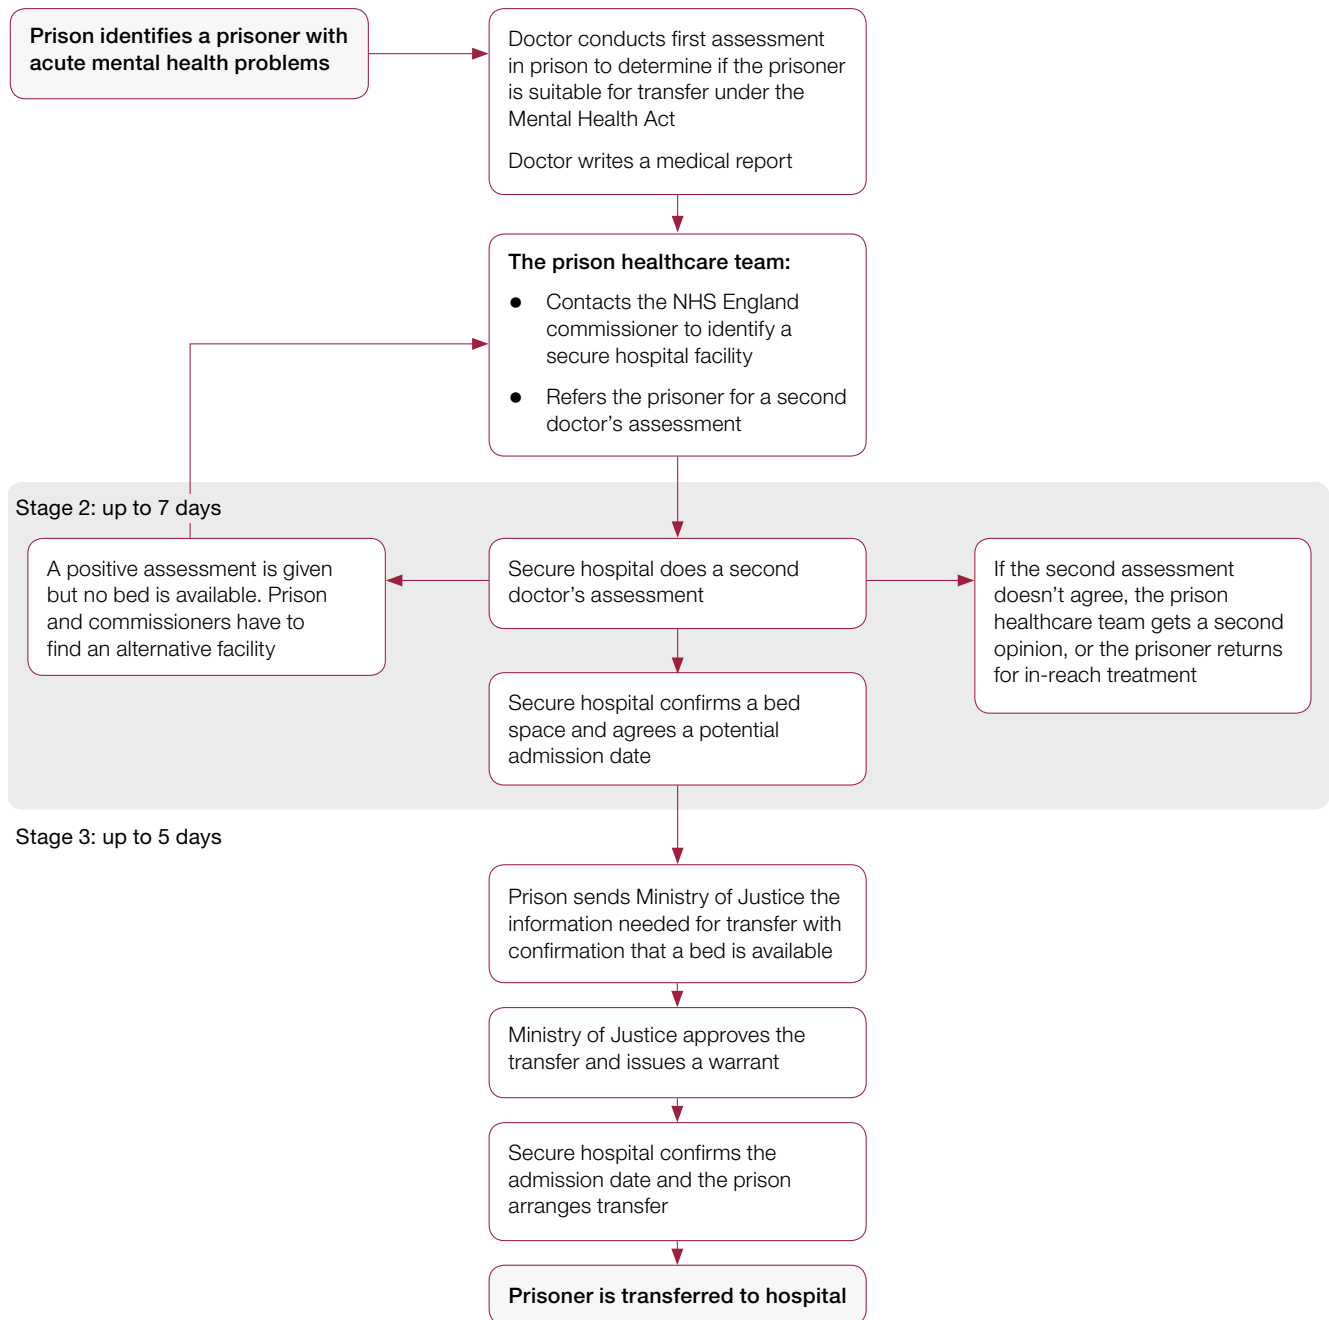 Prison identifies a prisoner with
acute mental health problems
Doctor conducts first assessment
in prison to determine if the prisoner
is suitable for transfer under the
Mental Health Act
Doctor writes a medical report
The prison healthcare team:
● Contacts the NHS England
commissioner to identify a
secure hospital facility
● Refers the prisoner for a second
doctor’s assessment
Stage 2: up to 7 days
A positive assessment is given
but no bed is available. Prison
and commissioners have to
find an alternative facility
Secure hospital does a second
doctor’s assessment
If the second assessment
doesn’t agree, the prison
healthcare team gets a second
opinion, or the prisoner returns
for in-reach treatment
Secure hospital confirms a bed
space and agrees a potential
admission date
Stage 3: up to 5 days
Prison sends Ministry of Justice the
information needed for transfer with
confirmation that a bed is available
Ministry of Justice approves the
transfer and issues a warrant
Secure hospital confirms the
admission date and the prison
arranges transfer
Prisoner is transferred to hospital